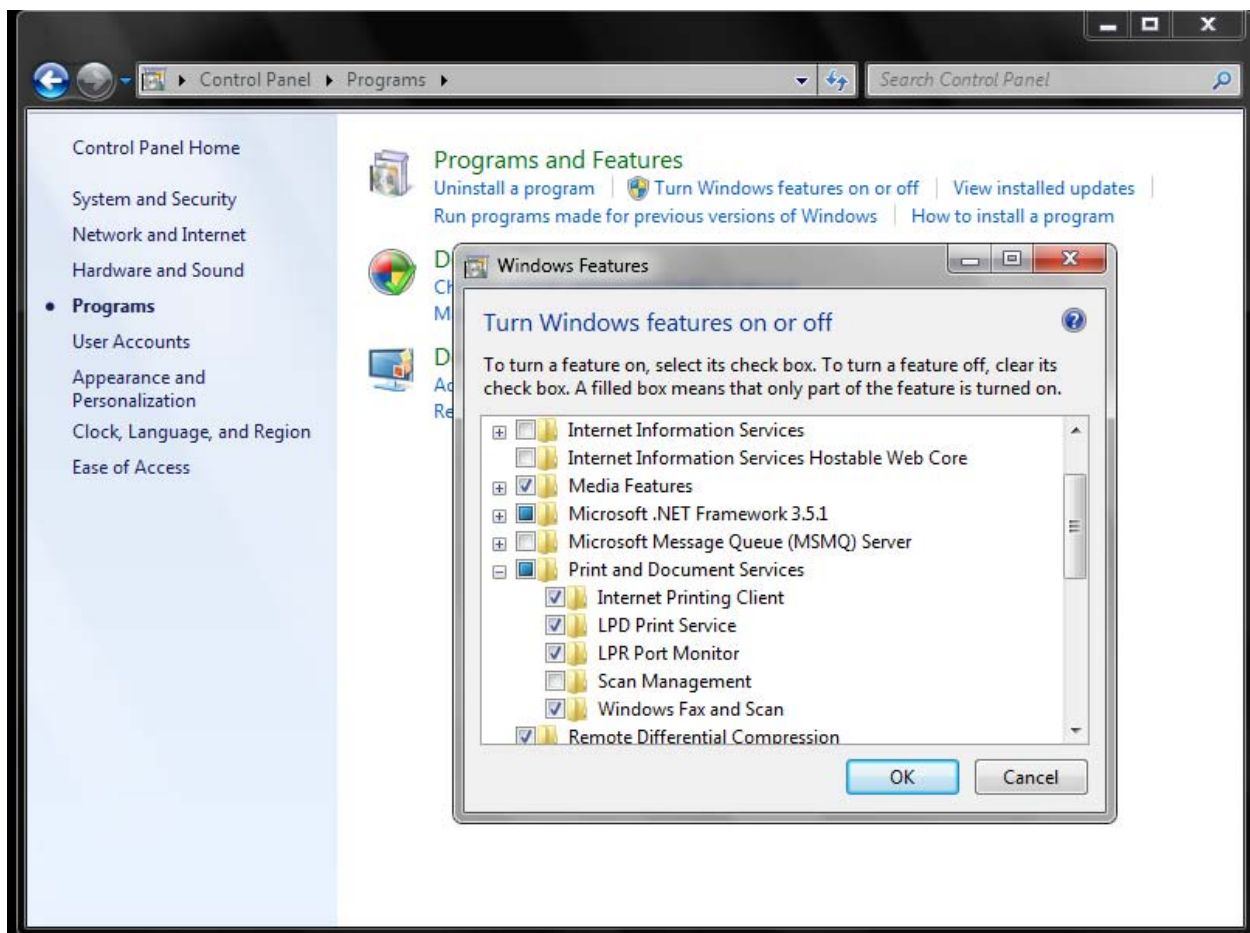 Control Panel ▸ Programs ▸
Search Control Panel
Control Panel Home
System and Security
Network and Internet
Hardware and Sound
Programs
User Accounts
Appearance and
Personalization
Clock, Language, and Region
Ease of Access
Programs and Features
Uninstall a program
Turn Windows features on or off
View installed updates
Run programs made for previous versions of Windows
How to install a program
Windows Features
Turn Windows features on or off
To turn a feature on, select its check box. To turn a feature off, clear its
check box. A filled box means that only part of the feature is turned on.
Internet Information Services
Internet Information Services Hostable Web Core
Media Features
Microsoft .NET Framework 3.5.1
Microsoft Message Queue (MSMQ) Server
Print and Document Services
Internet Printing Client
LPD Print Service
LPR Port Monitor
Scan Management
Windows Fax and Scan
Remote Differential Compression
OK
Cancel